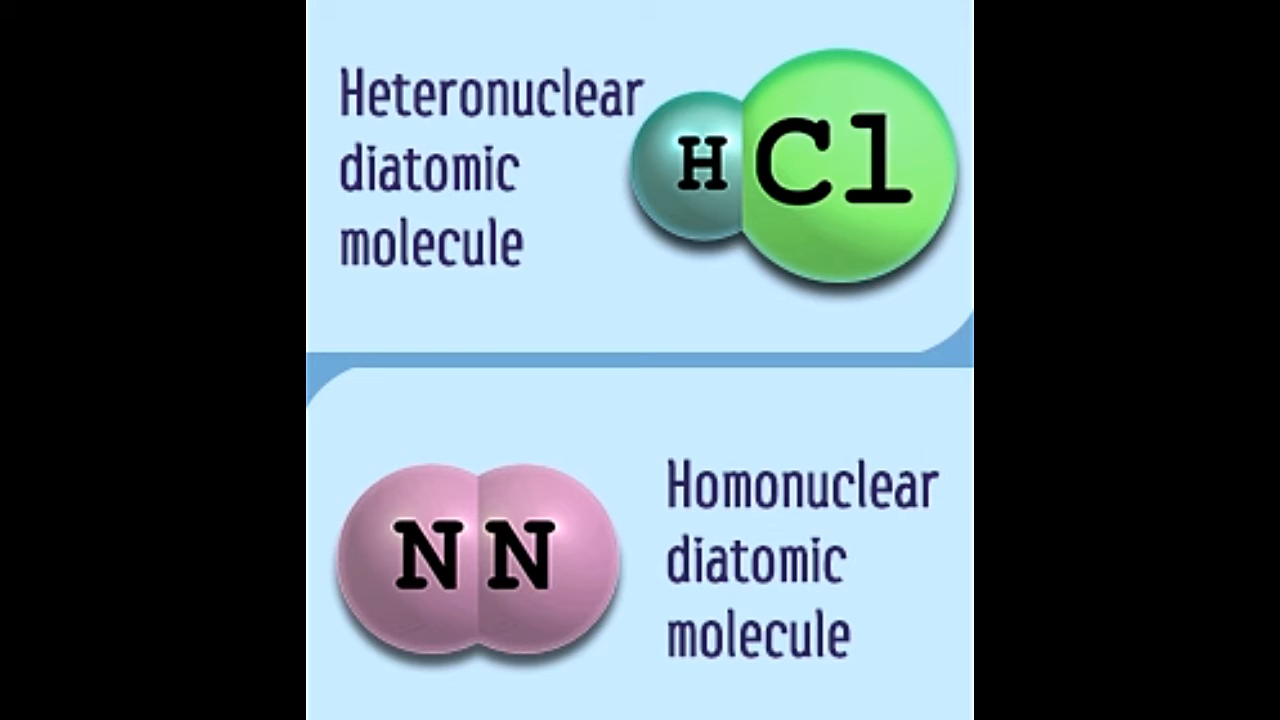 Heteronuclear
diatomic
molecule
H Cl
N N
Homonuclear
diatomic
molecule